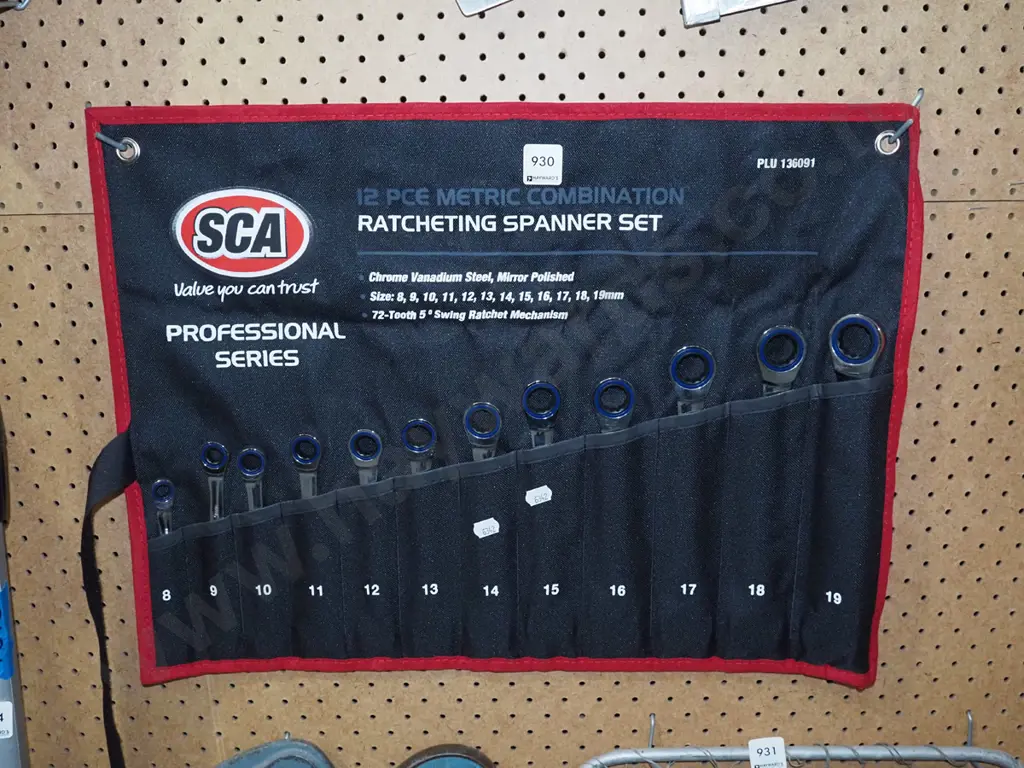 930
PLU 136091
12 PCE METRIC COMBINATION
RATCHETING SPANNER SET
SCA
Value you can trust
PROFESSIONAL
SERIES
Chrome Vanadium Steel, Mirror Polished
Size: 8, 9, 10, 11, 12, 13, 14, 15, 16, 17, 18, 19mm
72-Tooth 5° Swing Ratchet Mechanism
8 9 10 11 12 13 14 15 16 17 18 19
931